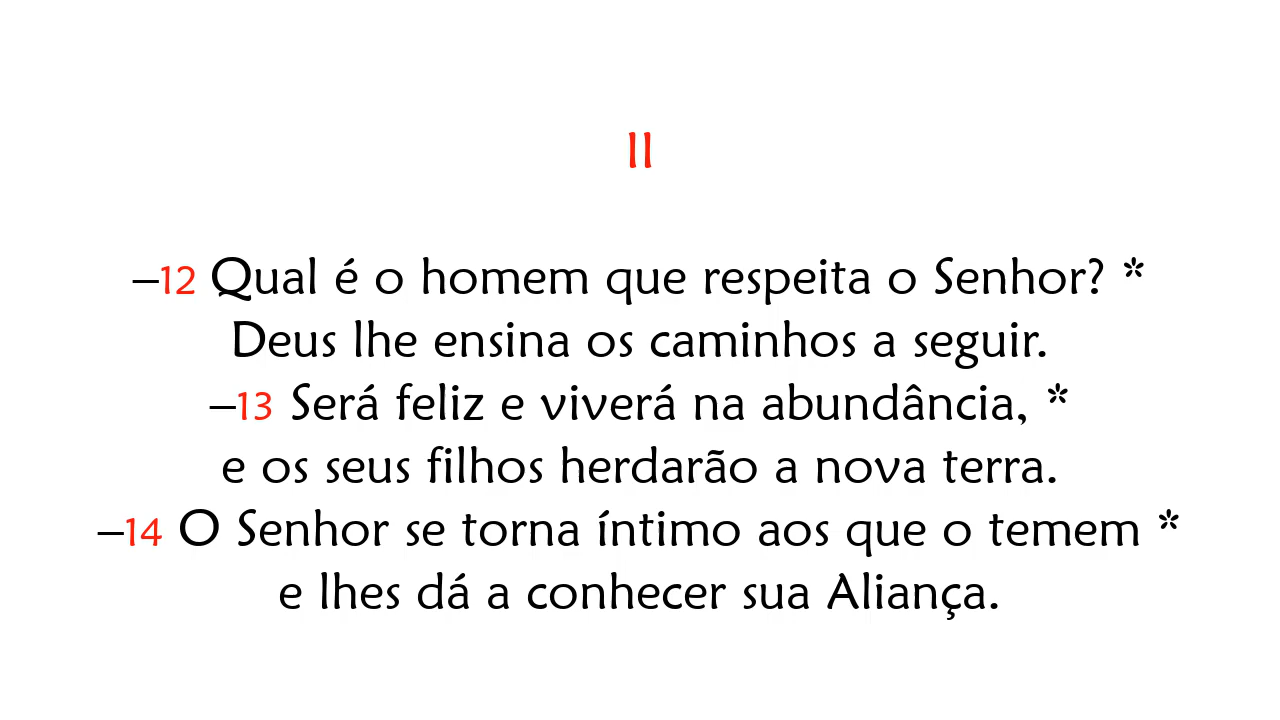 II
–12 Qual é o homem que respeita o Senhor? *
Deus lhe ensina os caminhos a seguir.
–13 Será feliz e viverá na abundância, *
e os seus filhos herdarão a nova terra.
–14 O Senhor se torna íntimo aos que o temem *
e lhes dá a conhecer sua Aliança.